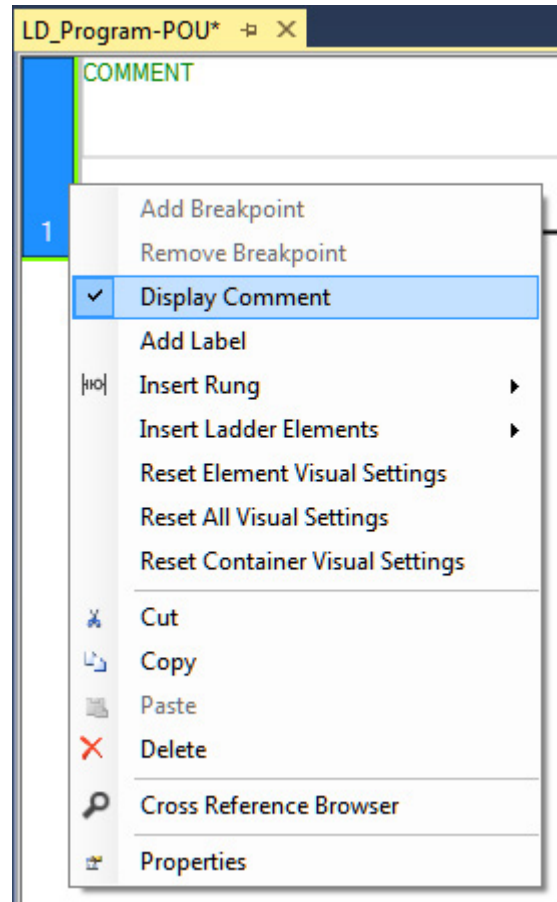 LD_Program-POU*
COMMENT
1
Add Breakpoint
Remove Breakpoint
Display Comment
Add Label
Insert Rung
Insert Ladder Elements
Reset Element Visual Settings
Reset All Visual Settings
Reset Container Visual Settings
Cut
Copy
Paste
Delete
Cross Reference Browser
Properties